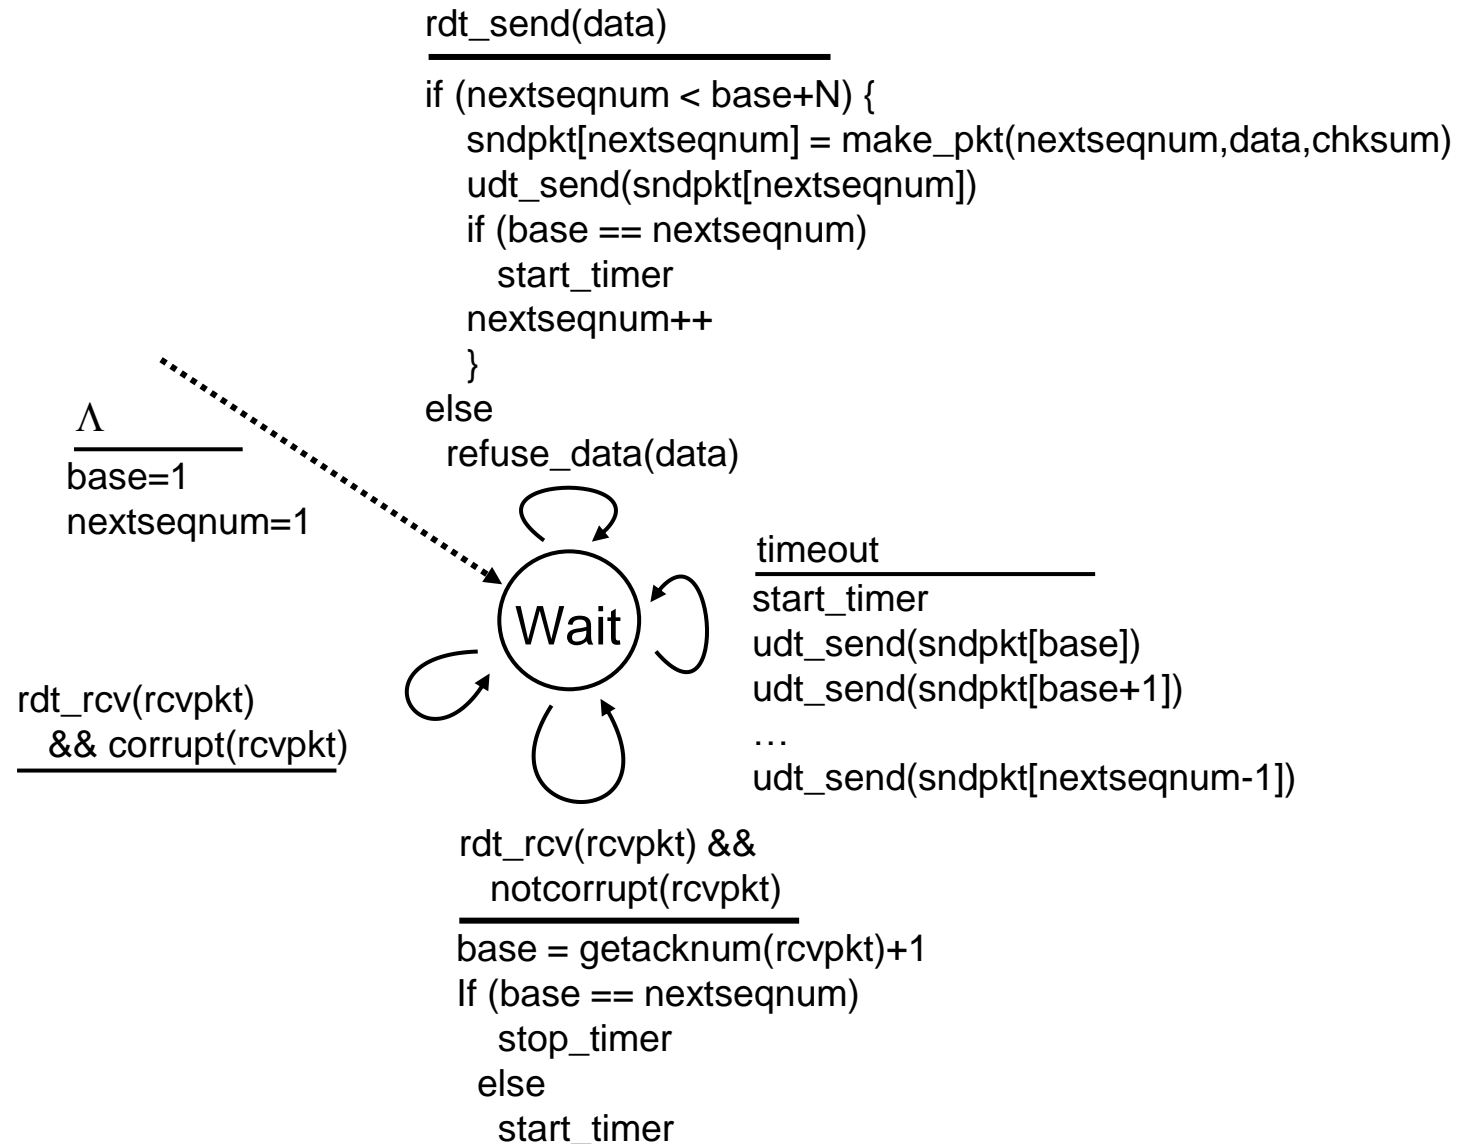 rdt_send(data)
if (nextseqnum < base+N) {
sndpkt[nextseqnum] = make_pkt(nextseqnum,data,chksum)
udt_send(sndpkt[nextseqnum])
if (base == nextseqnum)
start_timer
nextseqnum++
}
else
refuse_data(data)
Λ
base=1
nextseqnum=1
Wait
timeout
start_timer
udt_send(sndpkt[base])
udt_send(sndpkt[base+1])
…
udt_send(sndpkt[nextseqnum-1])
rdt_rcv(rcvpkt)
&& corrupt(rcvpkt)
rdt_rcv(rcvpkt) &&
notcorrupt(rcvpkt)
base = getacknum(rcvpkt)+1
If (base == nextseqnum)
stop_timer
else
start_timer